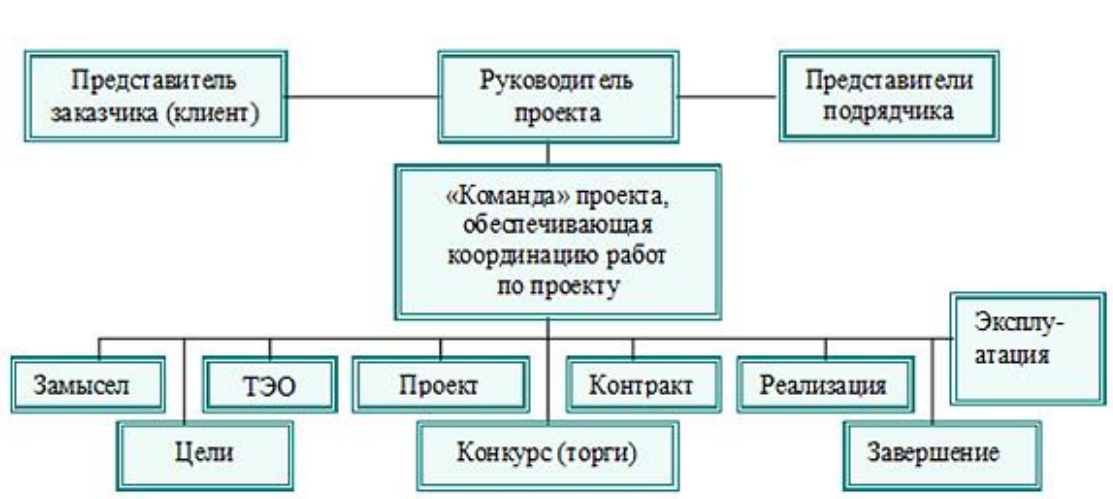 Представитель
заказчика (клиент)
Руководитель
проекта
Представители
подрядчика
«Команда» проекта,
обеспечивающая
координацию работ
по проекту
Эксплу-
атация
Замысел
ТЭО
Проект
Контракт
Реализация
Цели
Конкурс (торги)
Завершение